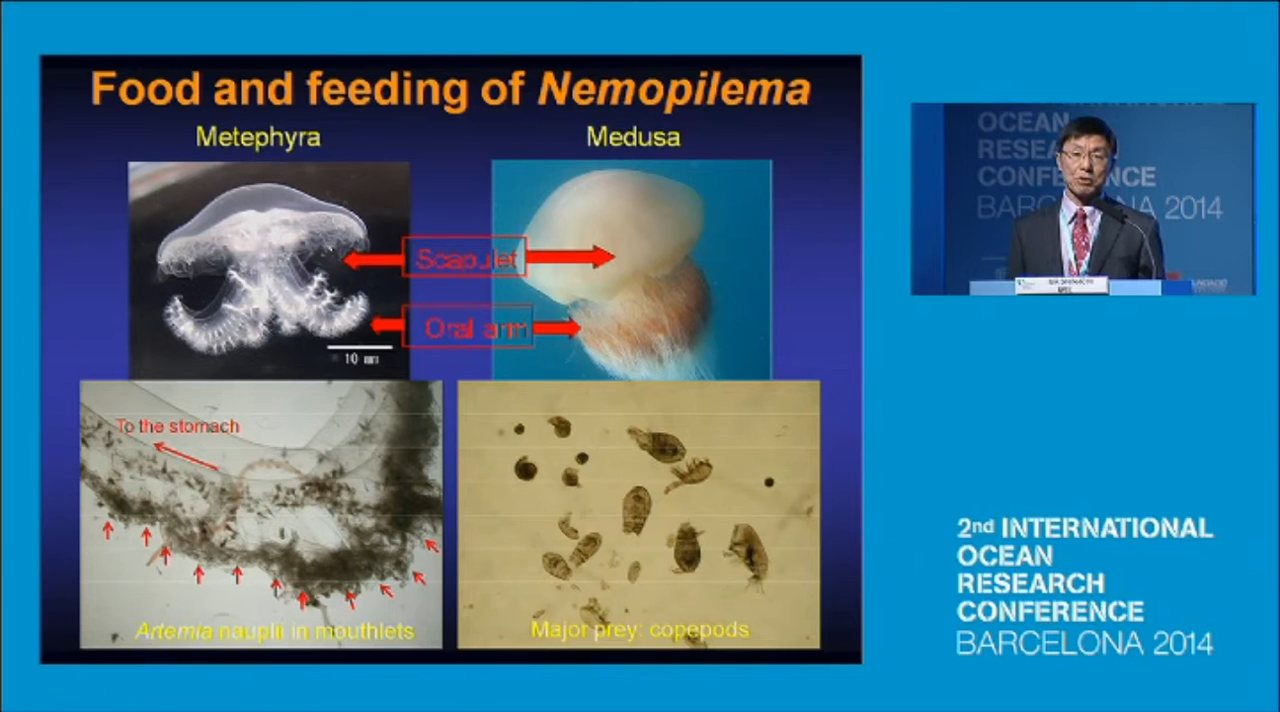 Food and feeding of Nemopilema
Metephyra
Medusa
Scapulet
Oral arm
10 mm
To the stomach
Artemia nauplii in mouthlets
Major prey: copepods
OCEAN
RESEA
CONFERENCE
BARCELONA 2014
2nd INTERNATIONAL
OCEAN
RESEARCH
CONFERENCE
BARCELONA 2014